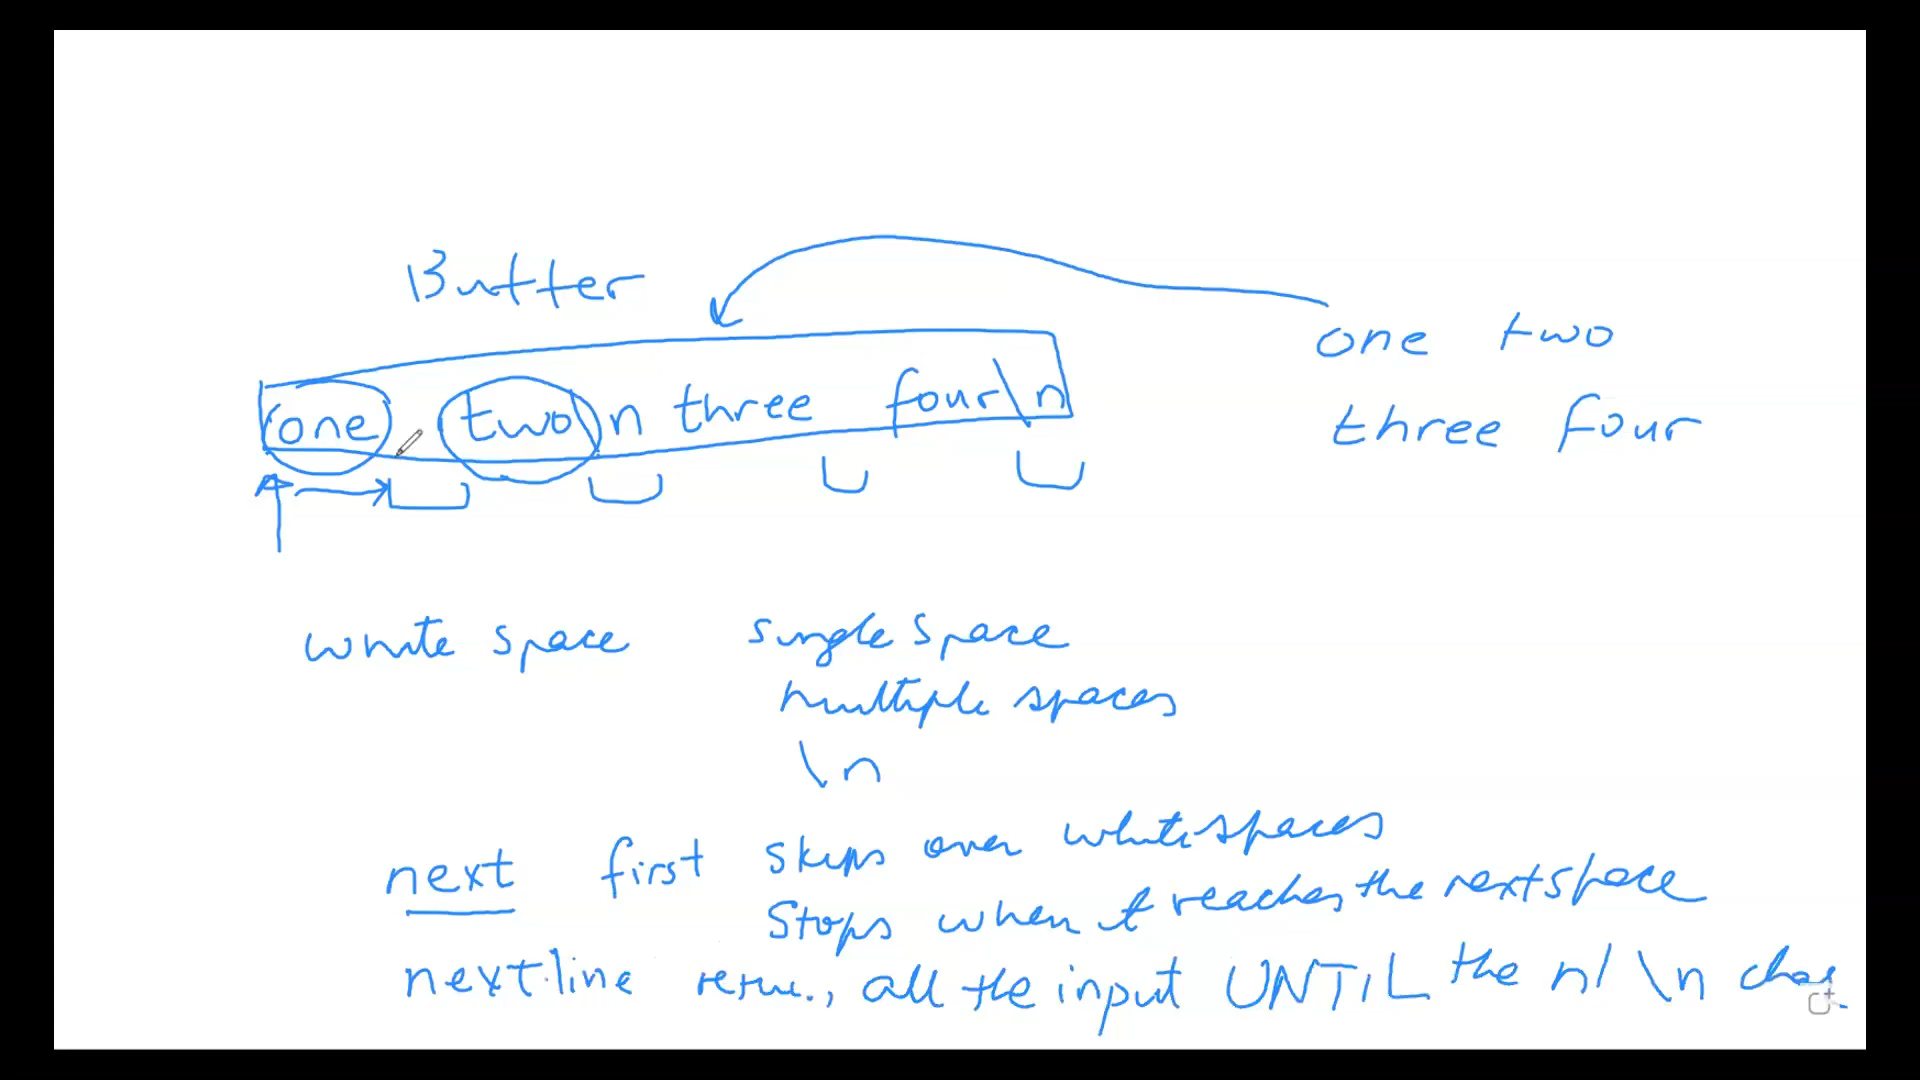 Buffer
one two
one two\n three four\n
three four
white space single space
multiple spaces
\n
next first skips over whitespaces
Stops when it reaches the next space
nextline all the input UNTIL the nl \n char